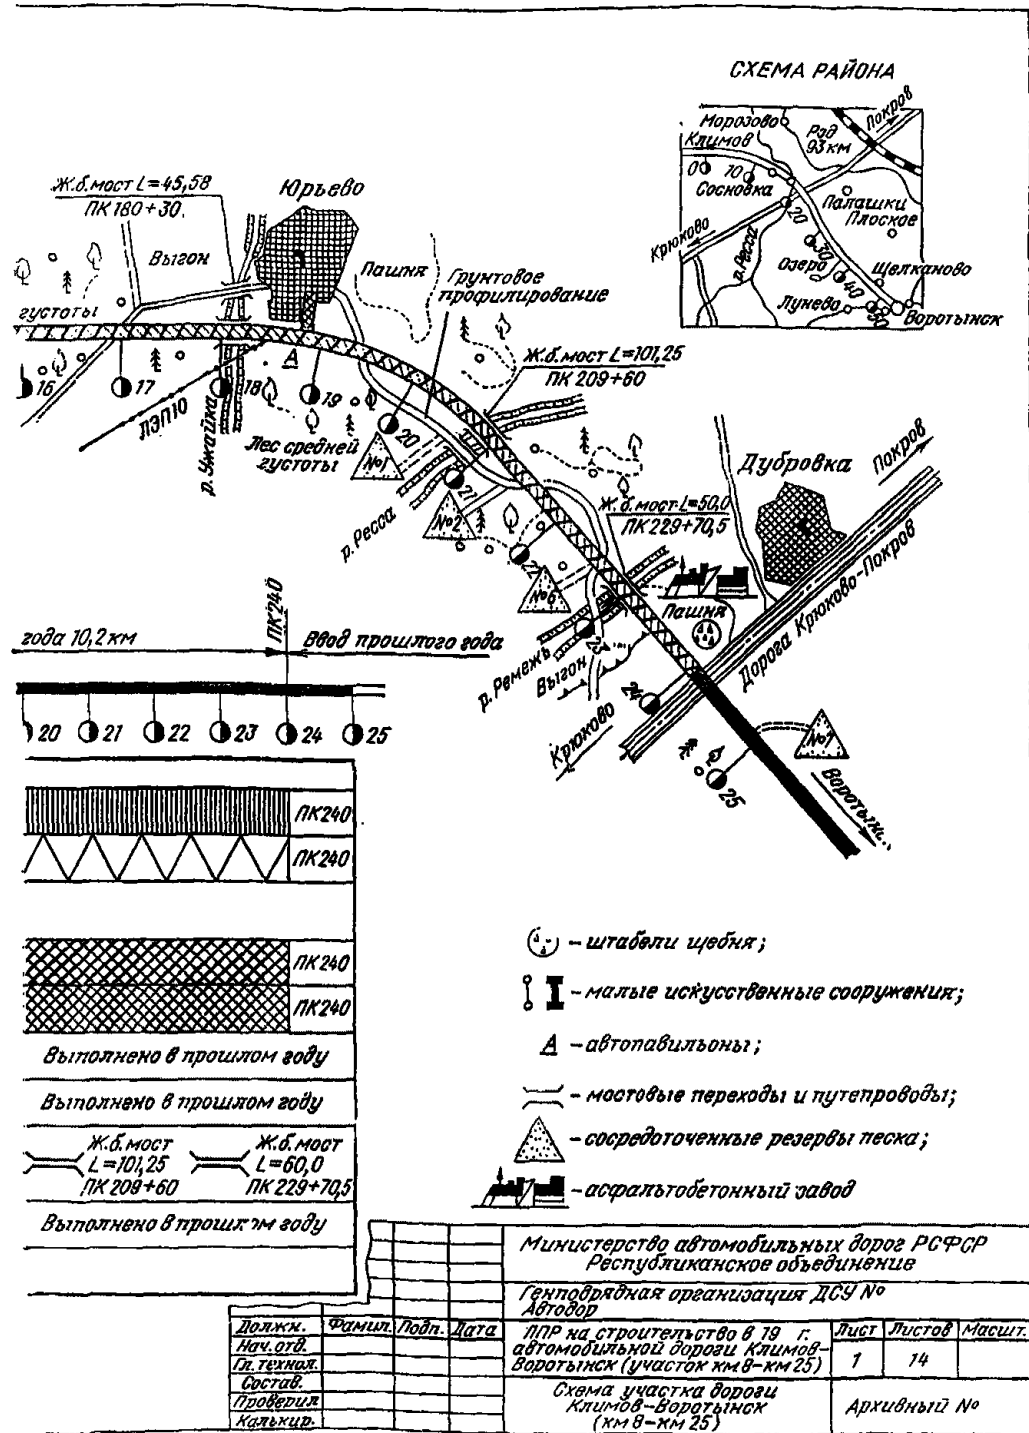 СХЕМА РАЙОНА
Морозово
Климов
Рад
93 км
Покров
0
10
Сосновка
20
Палашки
Плоское
Крюково
р. Ресса
30
Озеро
40
Щелканово
Лунево
50
Воротынск
Ж.б.мост L=45,58
ПК 180+30.
Юрьево
Выгон
Пашня
Грунтовое
профилирование
густоты
Ж.б.мост L=101,25
ПК 209+60
А
16
17
18
19
20
ЛЭП10
р. Ужайка
Лес средней
густоты
№1
21
р. Ресса
№2
Дубровка
Покров
Ж.б.мост L=50,0
ПК 229+70,5
№6
Пашня
23
р. Ремежь
Выгон
24
Крюково
Дорога Крюково-Покров
№7
25
ПК240
года 10,2 км
Ввод прошлого года
20 21 22 23 24 25
ПК240
ПК240
ПК240
ПК240
Выполнено в прошлом году
Выполнено в прошлом году
Ж.б.мост
L=101,25
ПК 209+60
Ж.б.мост
L=60,0
ПК 229+70,5
Выполнено в прошлом году
- штабели щебня;
- малые искусственные сооружения;
А - автопавильоны;
- мостовые переходы и путепроводы;
- сосредоточенные резервы песка;
- асфальтобетонный завод
Министерство автомобильных дорог РСФСР
Республиканское объединение
Генподрядная организация ДСУ №
Автодор
Должн. Фамил. Подп. Дата
Нач. отд.
Гл. технол.
Состав.
Проверил
Калькир.
ППР на строительство в 19 г.
автомобильной дороги Климов-
Воротынск (участок км 8-км 25)
Лист Листов Масшт.
1 14
Схема участка дороги
Климов-Воротынск
(км 8-км 25)
Архивный №